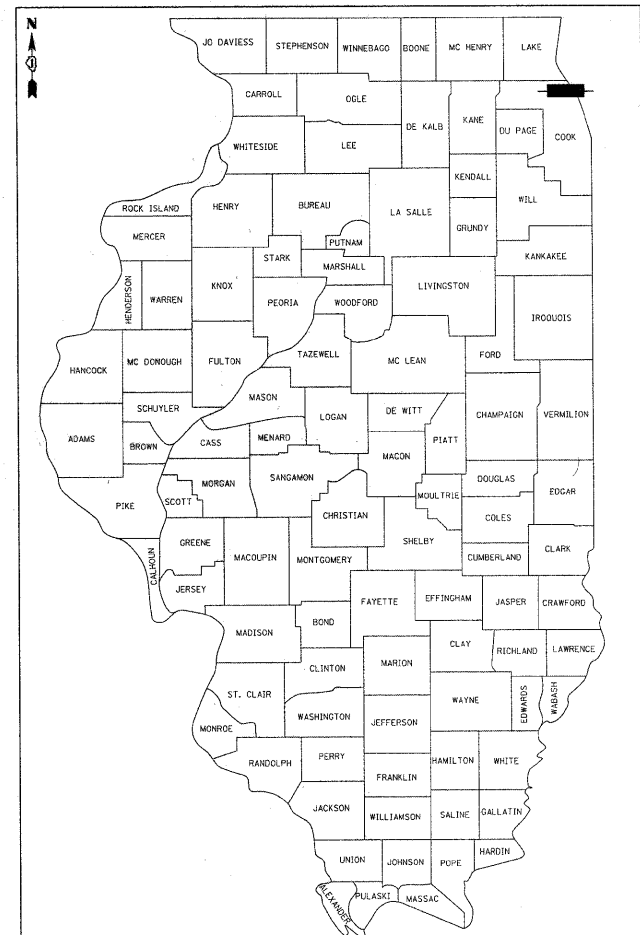 N
JO DAVIESS
STEPHENSON
WINNEBAGO
BOONE
MC HENRY
LAKE
CARROLL
OGLE
DE KALB
KANE
DU PAGE
COOK
WHITESIDE
LEE
KENDALL
WILL
ROCK ISLAND
HENRY
BUREAU
LA SALLE
GRUNDY
MERCER
PUTNAM
STARK
MARSHALL
KANKAKEE
HENDERSON
WARREN
KNOX
PEORIA
WOODFORD
LIVINGSTON
IROQUOIS
HANCOCK
MC DONOUGH
FULTON
TAZEWELL
MC LEAN
FORD
SCHUYLER
MASON
LOGAN
DE WITT
CHAMPAIGN
VERMILION
ADAMS
BROWN
CASS
MENARD
MACON
PIATT
PIKE
SCOTT
MORGAN
SANGAMON
CHRISTIAN
MOULTRIE
DOUGLAS
EDGAR
COLES
GREENE
MACOUPIN
MONTGOMERY
SHELBY
CUMBERLAND
CLARK
CALHOUN
JERSEY
FAYETTE
EFFINGHAM
JASPER
CRAWFORD
MADISON
BOND
CLAY
RICHLAND
LAWRENCE
CLINTON
MARION
ST. CLAIR
WAYNE
EDWARDS
WABASH
MONROE
WASHINGTON
JEFFERSON
RANDOLPH
PERRY
HAMILTON
WHITE
FRANKLIN
JACKSON
WILLIAMSON
SALINE
GALLATIN
UNION
JOHNSON
POPE
HARDIN
ALEXANDER
PULASKI
MASSAC